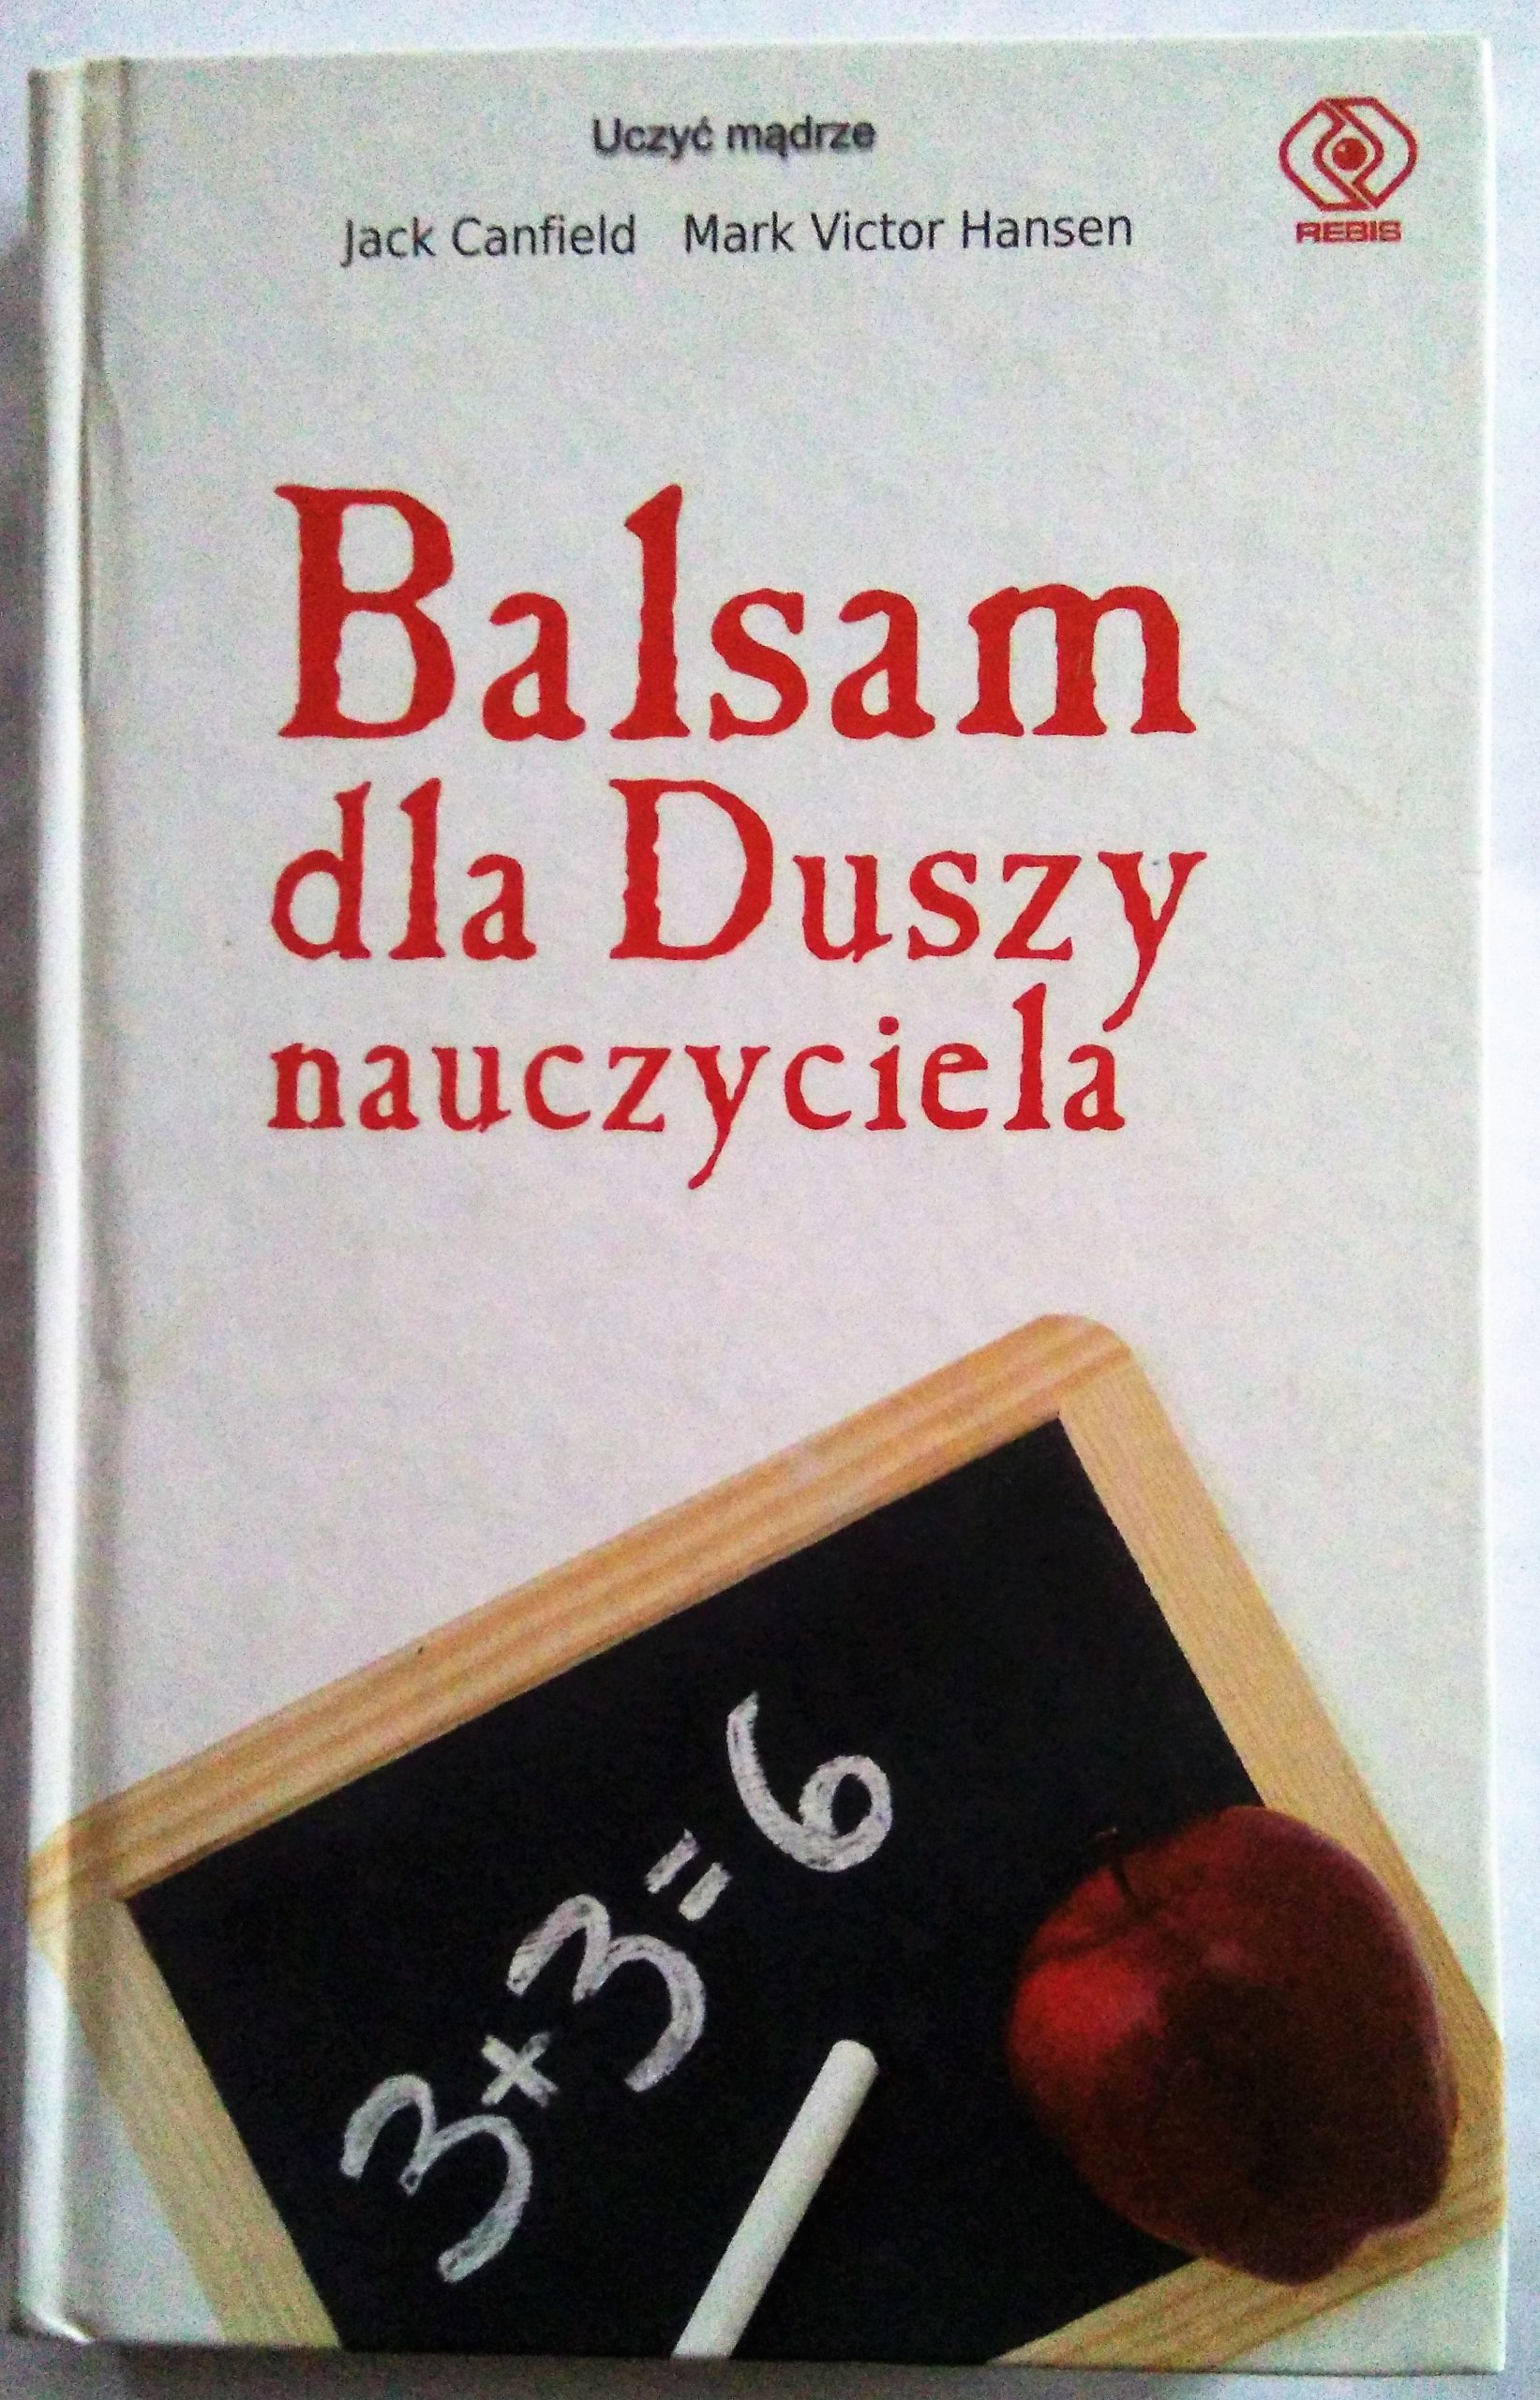 Uczyć mądrze
Jack Canfield Mark Victor Hansen
REBIS
Balsam
dla Duszy
nauczyciela
3+3=6